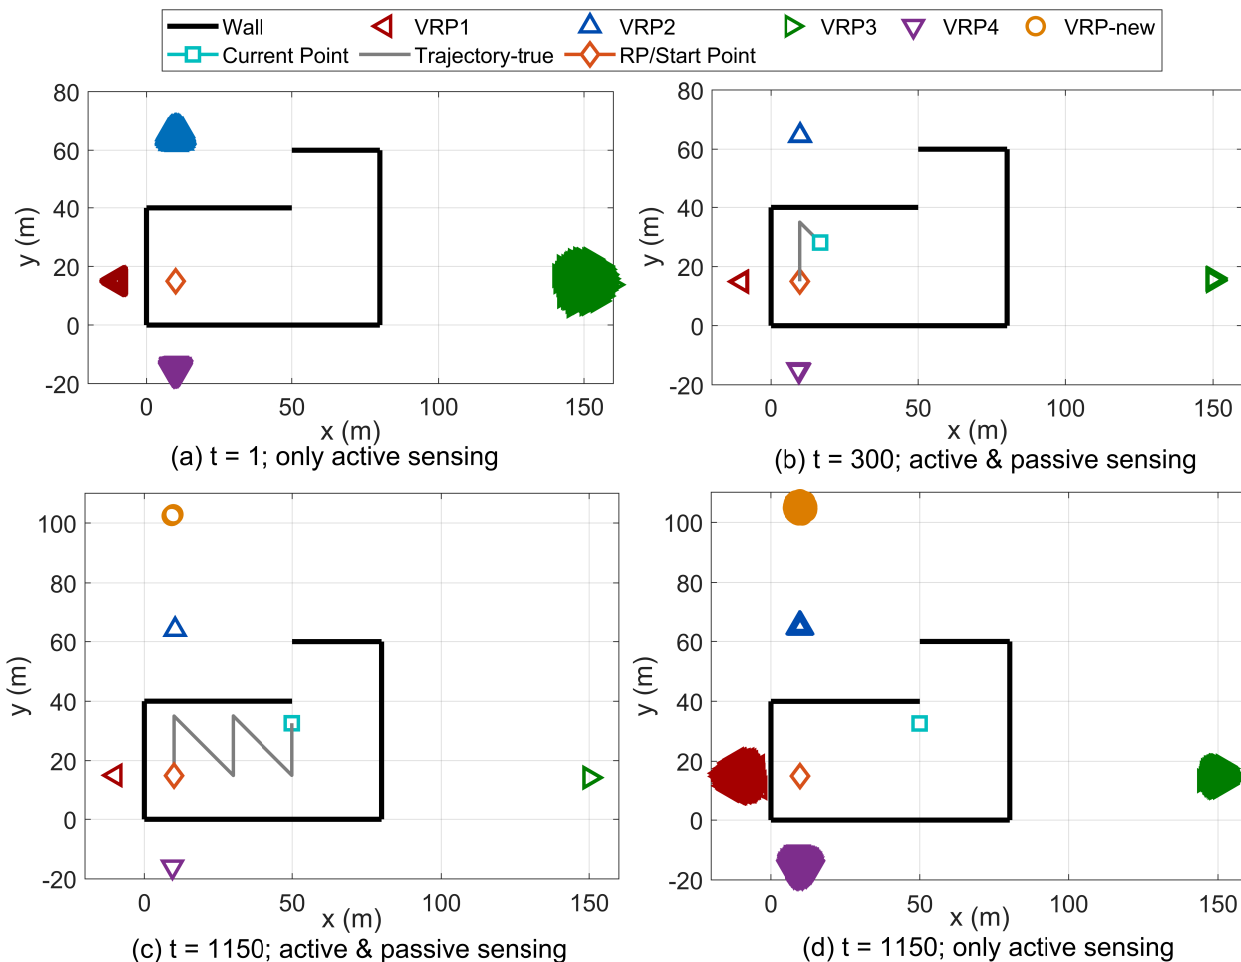 Wall VRP1 VRP2 VRP3 VRP4 VRP-new
Current Point Trajectory-true RP/Start Point
80
60
40
20
0
-20
y (m)
0 50 100 150
x (m)
(a) t = 1; only active sensing
80
60
40
20
0
-20
y (m)
0 50 100 150
x (m)
(b) t = 300; active & passive sensing
100
80
60
40
20
0
-20
y (m)
0 50 100 150
x (m)
(c) t = 1150; active & passive sensing
100
80
60
40
20
0
-20
y (m)
0 50 100 150
x (m)
(d) t = 1150; only active sensing